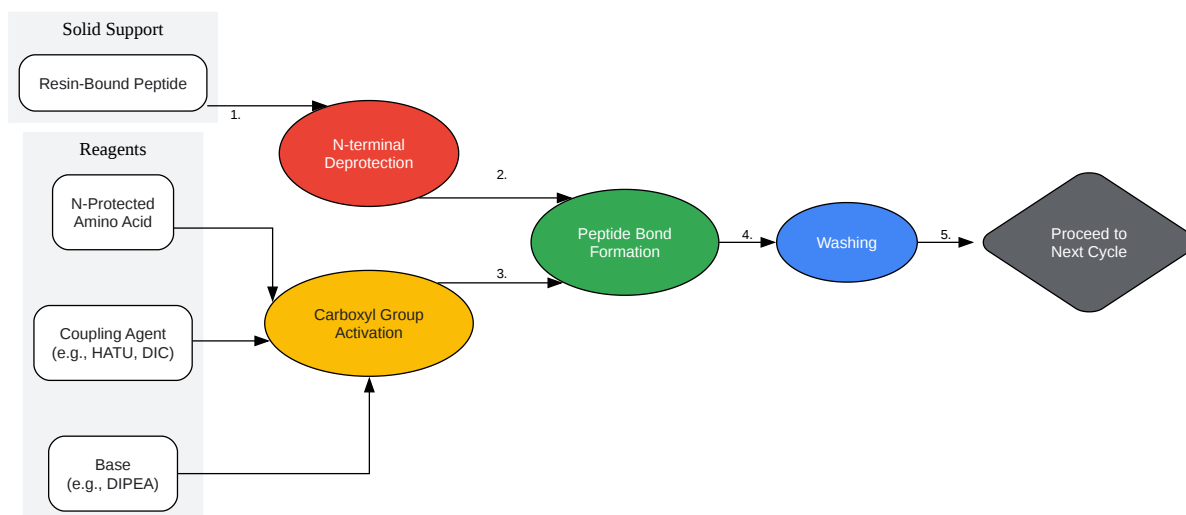 Solid Support
Resin-Bound Peptide
1.
Reagents
N-terminal
Deprotection
2.
N-Protected
Amino Acid
Peptide Bond
Formation
4.
Washing
5.
Proceed to
Next Cycle
3.
Carboxyl Group
Activation
Coupling Agent
(e.g., HATU, DIC)
Base
(e.g., DIPEA)